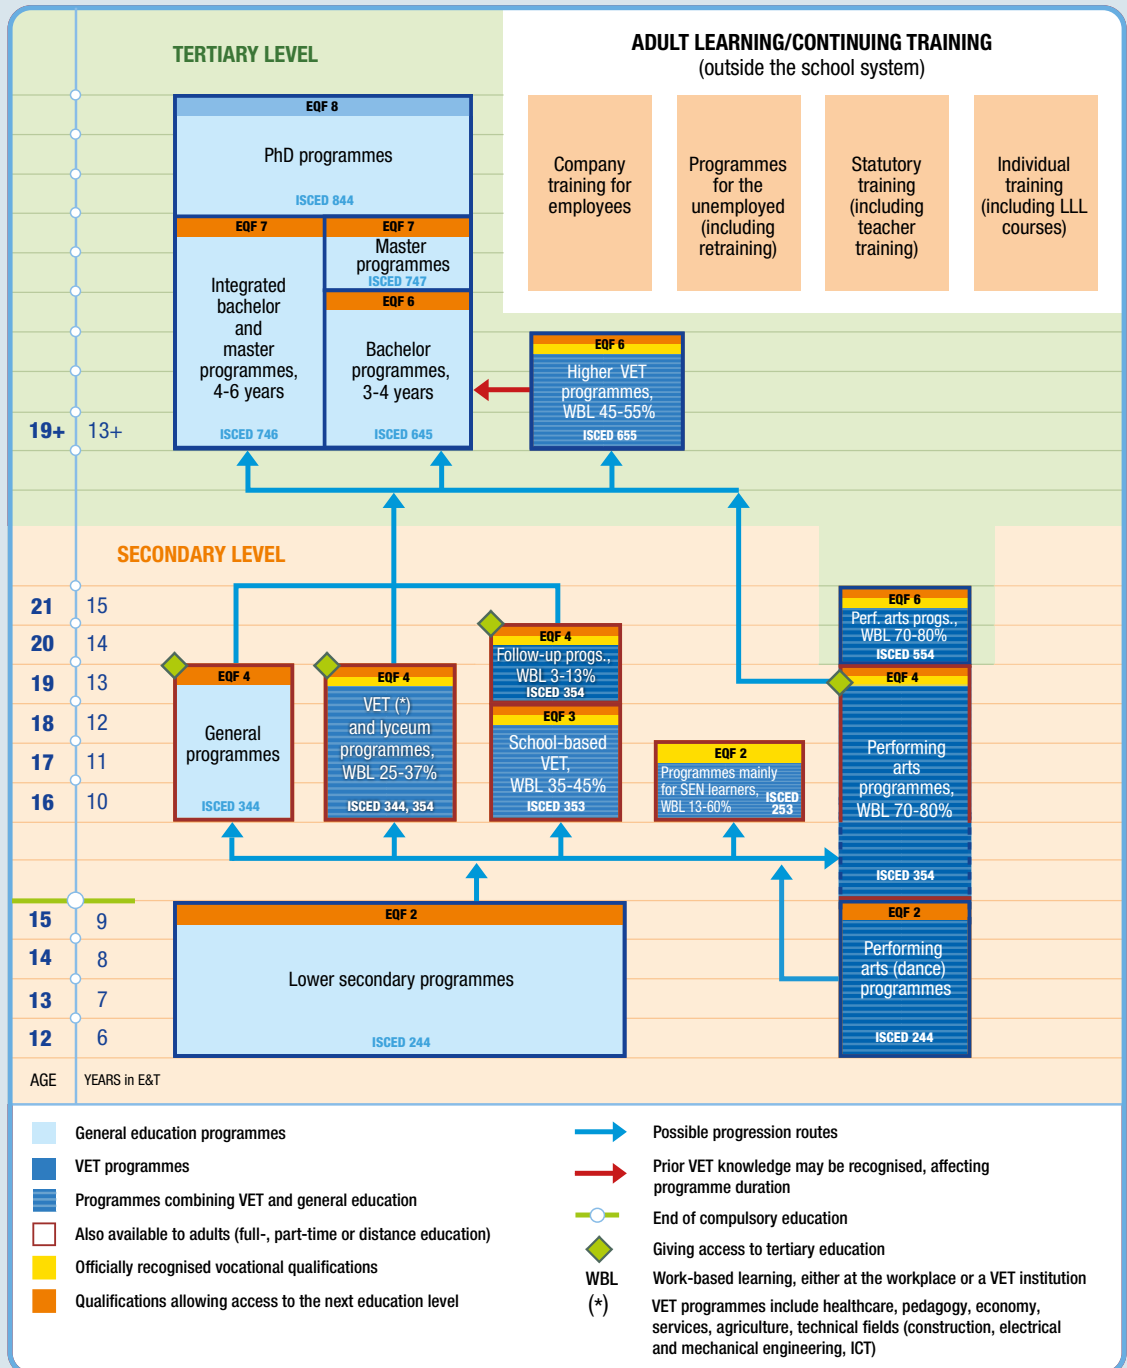 TERTIARY LEVEL
ADULT LEARNING/CONTINUING TRAINING
(outside the school system)
Company
training for
employees
Programmes
for the
unemployed
(including
retraining)
Statutory
training
(including
teacher
training)
Individual
training
(including LLL
courses)
EQF 8
PhD programmes
ISCED 844
EQF 7
Integrated
bachelor
and
master
programmes,
4-6 years
ISCED 746
EQF 7
Master
programmes
ISCED 747
EQF 6
Bachelor
programmes,
3-4 years
ISCED 645
EQF 6
Higher VET
programmes,
WBL 45-55%
ISCED 655
19+ 13+
SECONDARY LEVEL
21 15
20 14
19 13
18 12
17 11
16 10
15 9
14 8
13 7
12 6
AGE YEARS in E&T
EQF 4
General
programmes
ISCED 344
EQF 4
VET (*)
and lyceum
programmes,
WBL 25-37%
ISCED 344, 354
EQF 4
Follow-up progs.,
WBL 3-13%
ISCED 354
EQF 3
School-based
VET,
WBL 35-45%
ISCED 353
EQF 2
Programmes mainly
for SEN learners,
WBL 13-60%
ISCED
253
EQF 6
Perf. arts progs.,
WBL 70-80%
ISCED 554
EQF 4
Performing
arts
programmes,
WBL 70-80%
ISCED 354
EQF 2
Performing
arts (dance)
programmes
ISCED 244
EQF 2
Lower secondary programmes
ISCED 244
General education programmes
VET programmes
Programmes combining VET and general education
Also available to adults (full-, part-time or distance education)
Officially recognised vocational qualifications
Qualifications allowing access to the next education level
Possible progression routes
Prior VET knowledge may be recognised, affecting
programme duration
End of compulsory education
Giving access to tertiary education
WBL Work-based learning, either at the workplace or a VET institution
(*) VET programmes include healthcare, pedagogy, economy,
services, agriculture, technical fields (construction, electrical
and mechanical engineering, ICT)